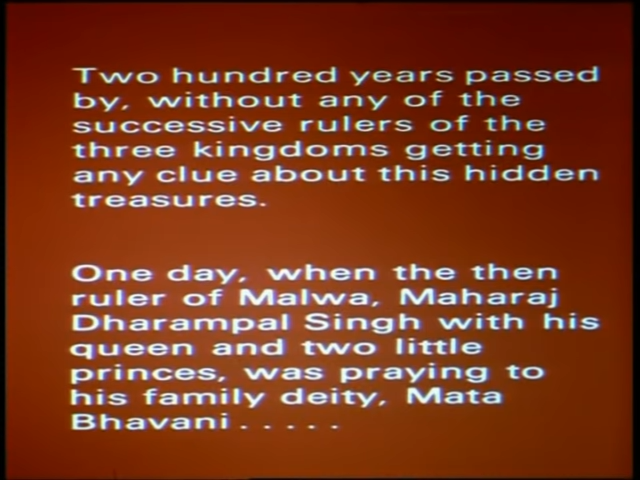 Two hundred years passed
by, without any of the
successive rulers of the
three kingdoms getting
any clue about this hidden
treasures.
One day, when the then
ruler of Malwa, Maharaj
Dharampal Singh with his
queen and two little
princes, was praying to
his family deity, Mata
Bhavani.....